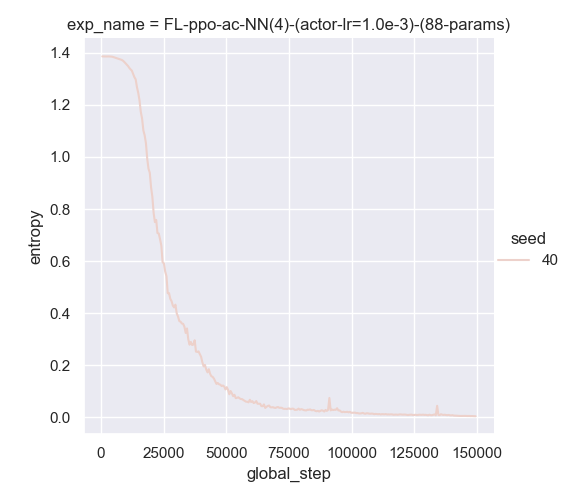 exp_name = FL-ppo-ac-NN(4)-(actor-lr=1.0e-3)-(88-params)
1.4
1.2
1.0
0.8
0.6
0.4
0.2
0.0
entropy
0 25000 50000 75000 100000 125000 150000
global_step
seed
40